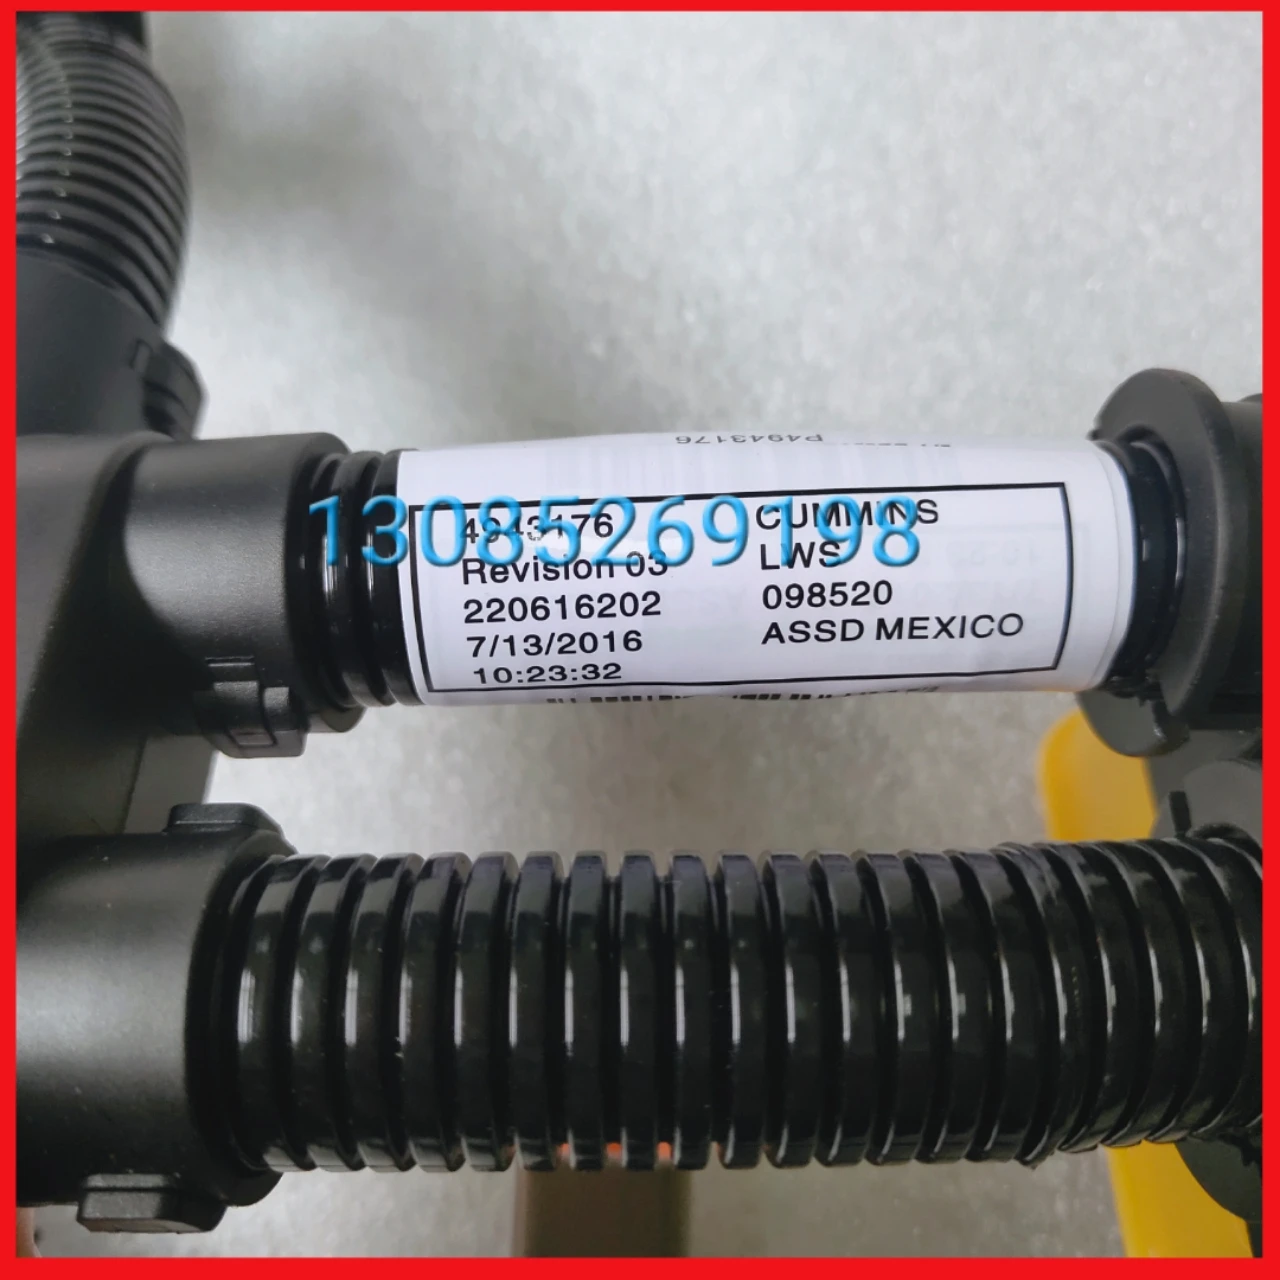 P4943176
13085269198
4943176
Revision 03
220616202
7/13/2016
10:23:32
CUMMINS
LWS
098520
ASSD MEXICO